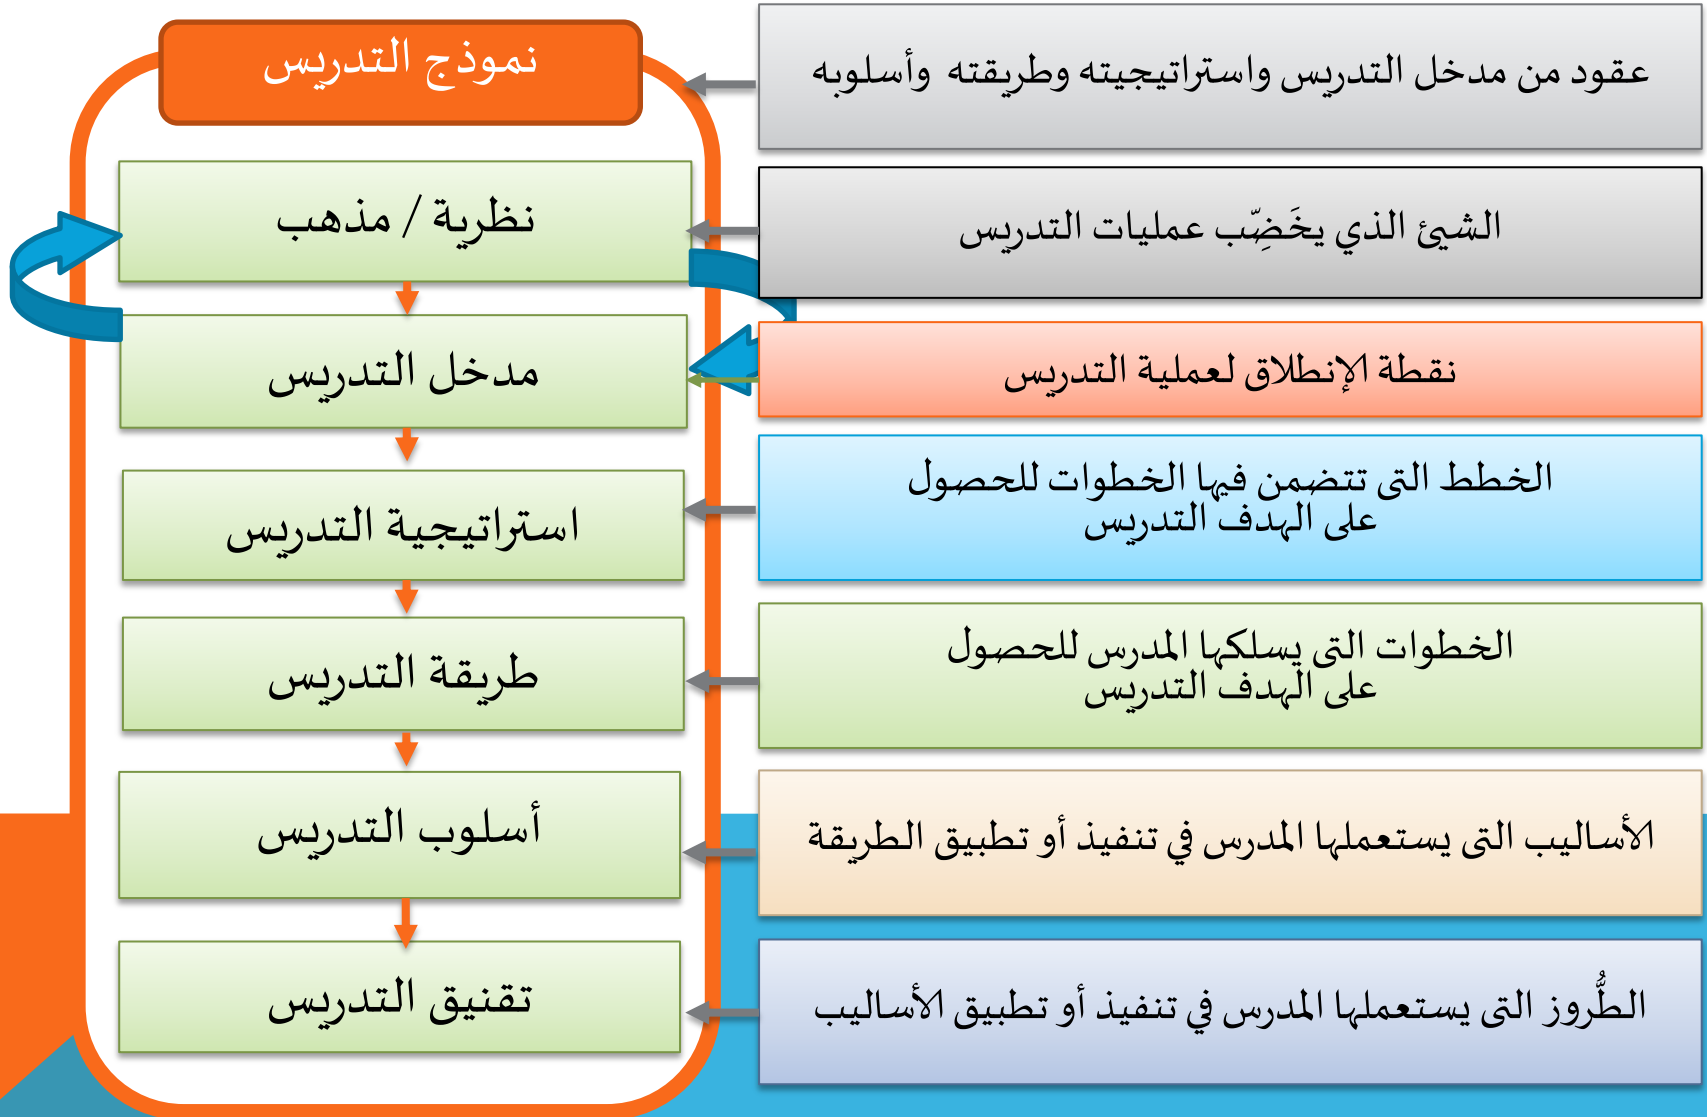 نموذج التدريس
عقود من مدخل التدريس واستراتيجيته وطريقته وأسلوبه
نظرية / مذهب
الشيئ الذي يخَضِّب عمليات التدريس
مدخل التدريس
نقطة الإنطلاق لعملية التدريس
استراتيجية التدريس
الخطط التى تتضمن فيها الخطوات للحصول
على الهدف التدريس
طريقة التدريس
الخطوات التى يسلكها المدرس للحصول
على الهدف التدريس
أسلوب التدريس
الأساليب التى يستعملها المدرس في تنفيذ أو تطبيق الطريقة
تقنيق التدريس
الطُّروز التى يستعملها المدرس في تنفيذ أو تطبيق الأساليب